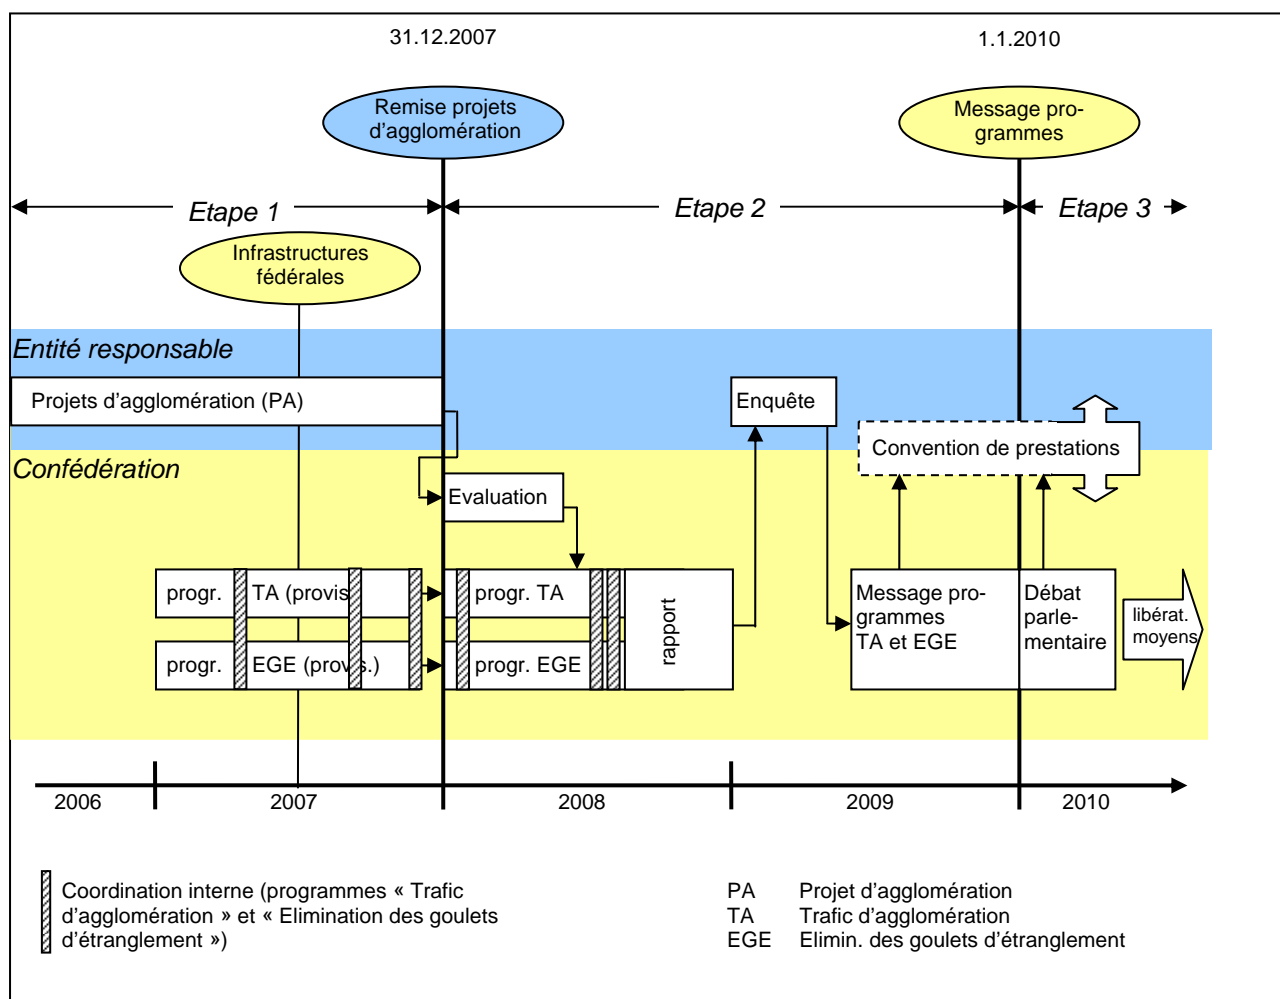 31.12.2007
1.1.2010
Remise projets
d'agglomération
Message pro-
grammes
Etape 1
Etape 2
Etape 3
Infrastructures
fédérales
Entité responsable
Projets d'agglomération (PA)
Enquête
Convention de prestations
Confédération
Evaluation
progr. TA (provis
progr. TA
rapport
Message pro-
grammes
TA et EGE
Débat
parle-
mentaire
libérat.
moyens
progr. EGE (provis.)
progr. EGE
2006
2007
2008
2009
2010
Coordination interne (programmes « Trafic
d'agglomération » et « Elimination des goulets
d'étranglement »)
PA Projet d'agglomération
TA Trafic d'agglomération
EGE Elimin. des goulets d'étranglement